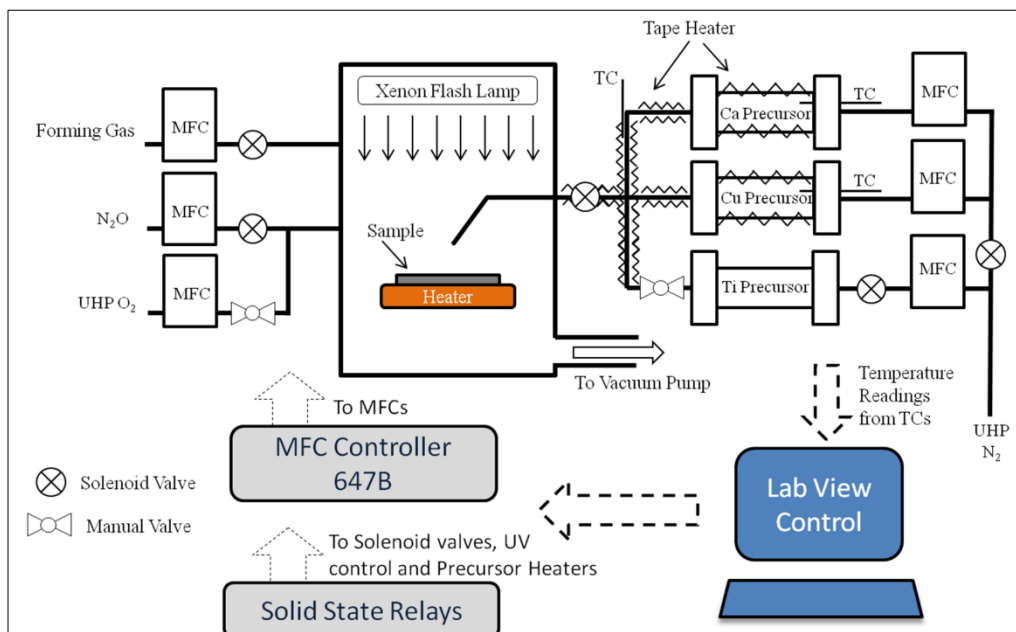 Tape Heater
TC
Xenon Flash Lamp
Forming Gas
MFC
Ca Precursor
TC
MFC
N2O
MFC
Cu Precursor
TC
MFC
Sample
Heater
UHP O2
MFC
Ti Precursor
MFC
To Vacuum Pump
Temperature
Readings
from TCs
UHP
N2
To MFCs
MFC Controller
647B
Solenoid Valve
Manual Valve
Lab View
Control
To Solenoid valves, UV
control and Precursor Heaters
Solid State Relays